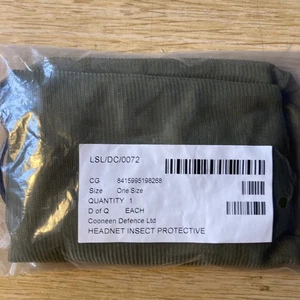 LSL/DC/0072
CG 8415995198268
Size One Size
QUANTITY 1
D of Q EACH
Cooneen Defence Ltd
HEADNET INSECT PROTECTIVE